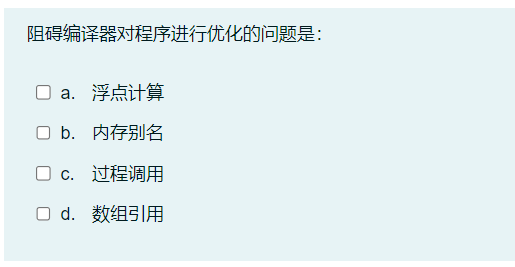 阻碍编译器对程序进行优化的问题是：
a. 浮点计算
b. 内存别名
c. 过程调用
d. 数组引用